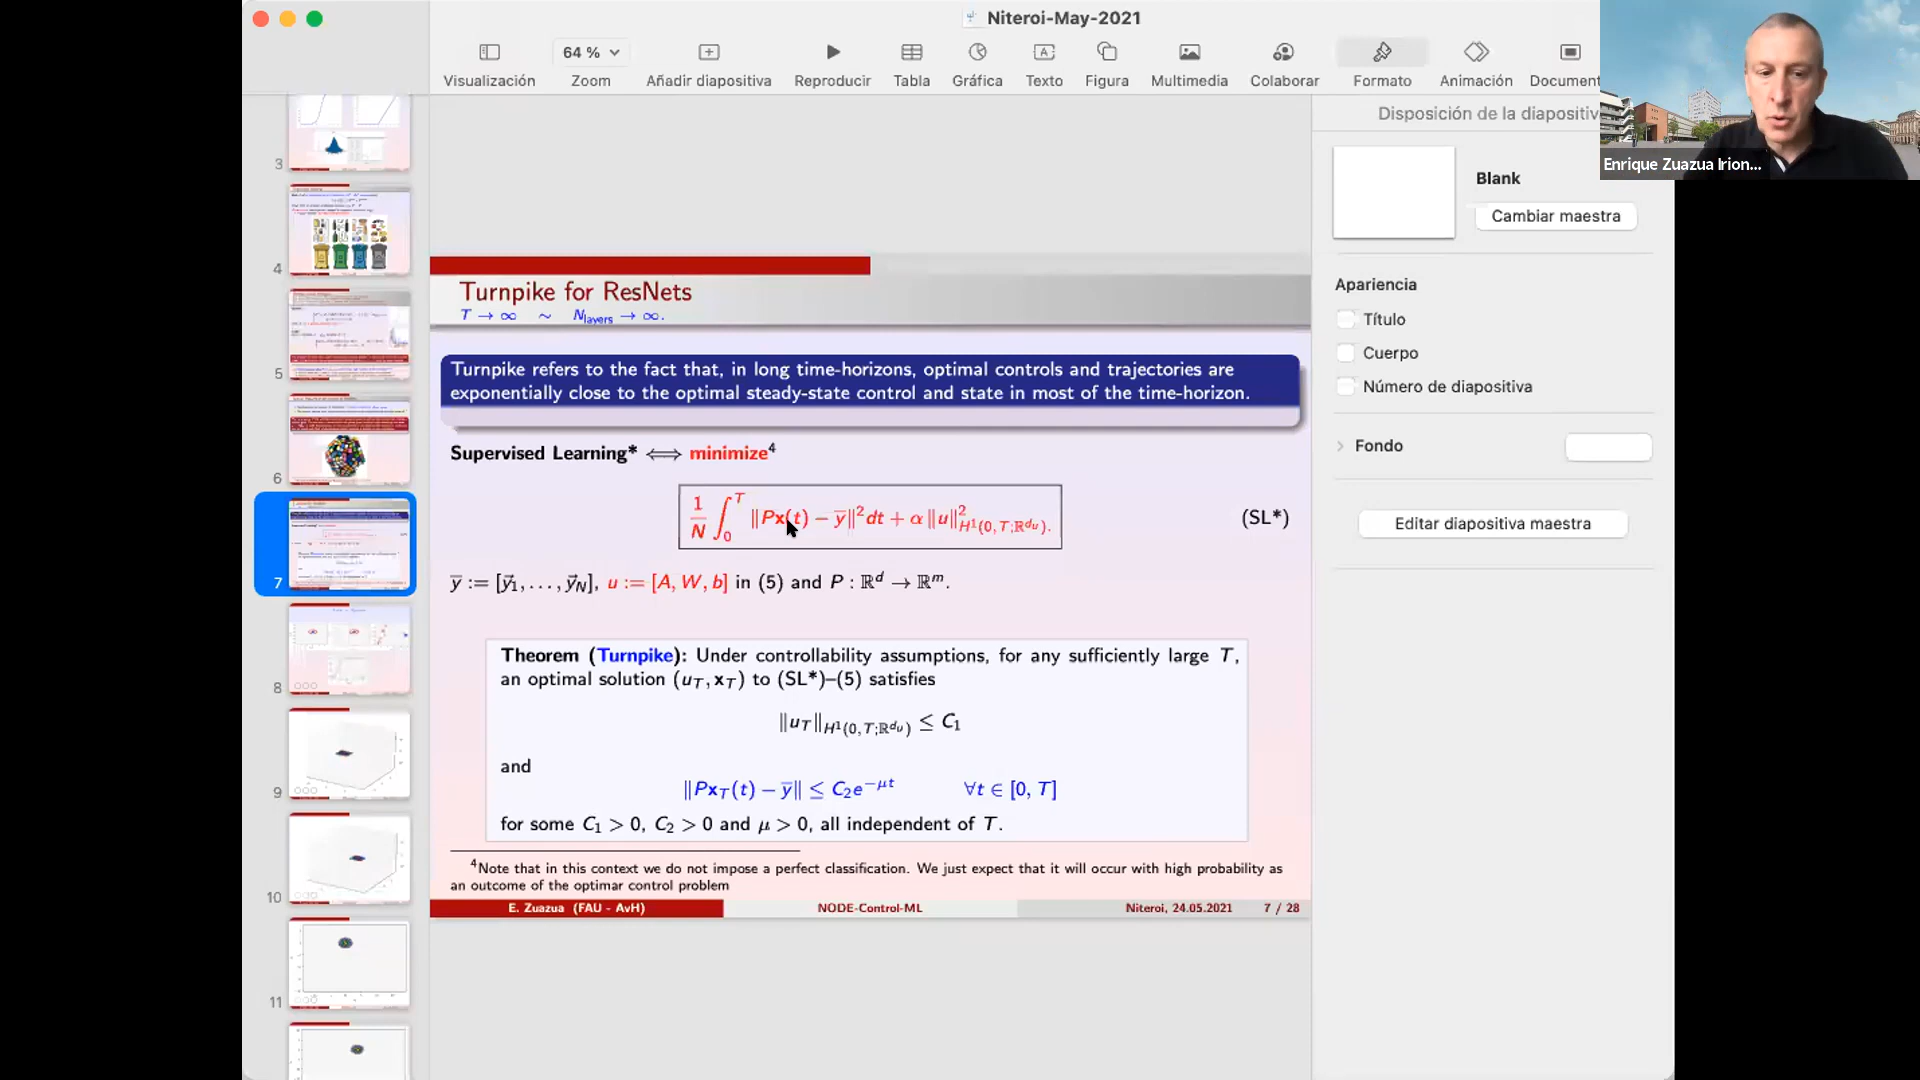 Niteroi-May-2021
64 %
Visualización Zoom Añadir diapositiva Reproducir Tabla Gráfica Texto Figura Multimedia Colaborar Formato Animación Document
Enrique Zuazua Irion...
Disposición de la diapositiv
Blank
Cambiar maestra
Apariencia
Título
Cuerpo
Número de diapositiva
Fondo
Editar diapositiva maestra
3
4
5
6
7
8
9
10
11
Turnpike for ResNets
T → ∞ ∼ N_layers → ∞.
Turnpike refers to the fact that, in long time-horizons, optimal controls and trajectories are
exponentially close to the optimal steady-state control and state in most of the time-horizon.
Supervised Learning* ⟺ minimize⁴
1/N ∫₀ᵀ ‖Px(t) − ȳ‖² dt + α ‖u‖²_{H¹(0,T;ℝ^{d_u})}. (SL*)
ȳ := [y⃗₁, . . . , y⃗_N], u := [A, W, b] in (5) and P : ℝᵈ → ℝᵐ.
Theorem (Turnpike): Under controllability assumptions, for any sufficiently large T,
an optimal solution (u_T, x_T) to (SL*)–(5) satisfies
‖u_T‖_{H¹(0,T;ℝ^{d_u})} ≤ C₁
and
‖Px_T(t) − ȳ‖ ≤ C₂e^{−μt} ∀t ∈ [0, T]
for some C₁ > 0, C₂ > 0 and μ > 0, all independent of T.
⁴Note that in this context we do not impose a perfect classification. We just expect that it will occur with high probability as
an outcome of the optimar control problem
E. Zuazua (FAU - AvH) NODE-Control-ML Niteroi, 24.05.2021 7 / 28